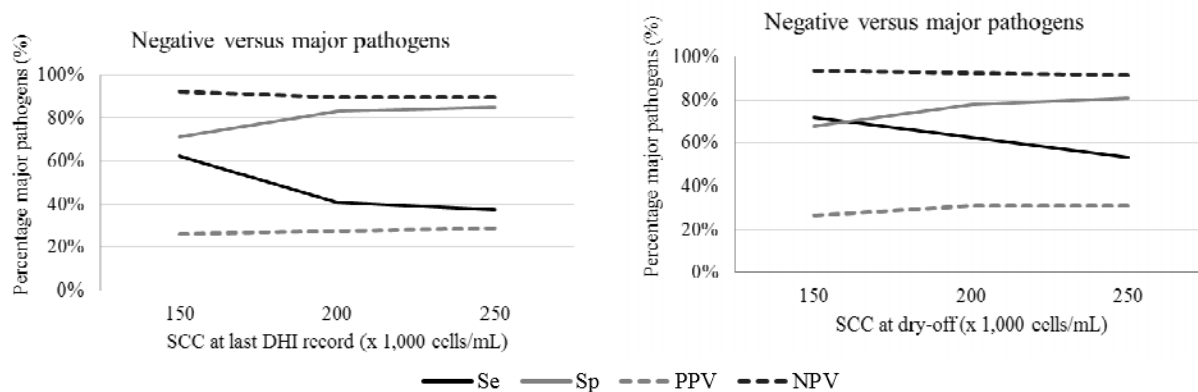 Negative versus major pathogens
Percentage major pathogens (%)
100%
80%
60%
40%
20%
0%
150 200 250
SCC at last DHI record (x 1,000 cells/mL)
Negative versus major pathogens
Percentage major pathogens (%)
100%
80%
60%
40%
20%
0%
150 200 250
SCC at dry-off (x 1,000 cells/mL)
Se Sp PPV NPV